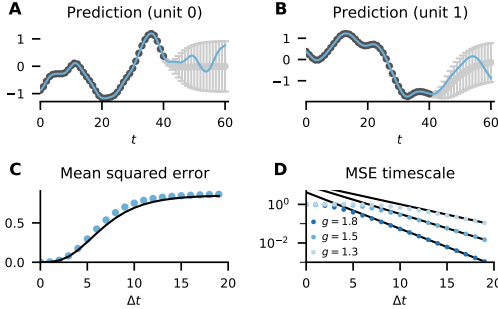 A Prediction (unit 0)
1
0
−1
0 20 40 60
t
B Prediction (unit 1)
1
0
−1
0 20 40 60
t
C Mean squared error
0.5
0.0
0 5 10 15 20
Δt
D MSE timescale
10⁰
10⁻²
g = 1.8
g = 1.5
g = 1.3
0 5 10 15 20
Δt